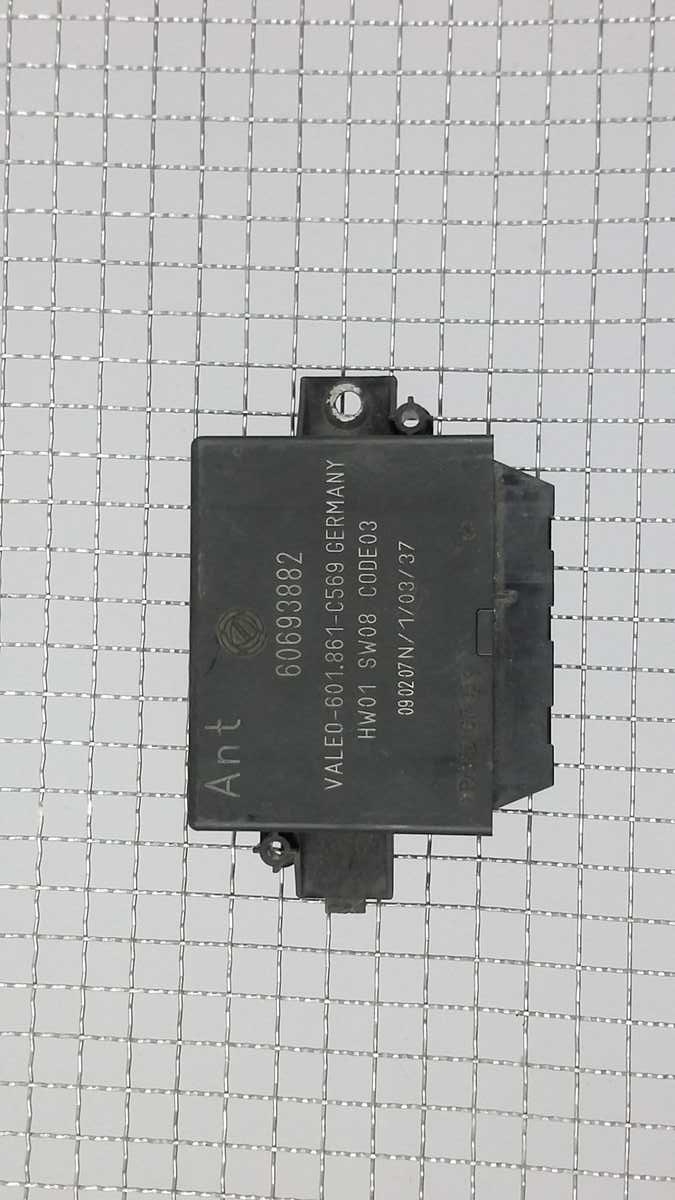 Ant
60693882
VALEO-601.861-C569 GERMANY
HW01 SW08 CODE03
090207N/1/03/37